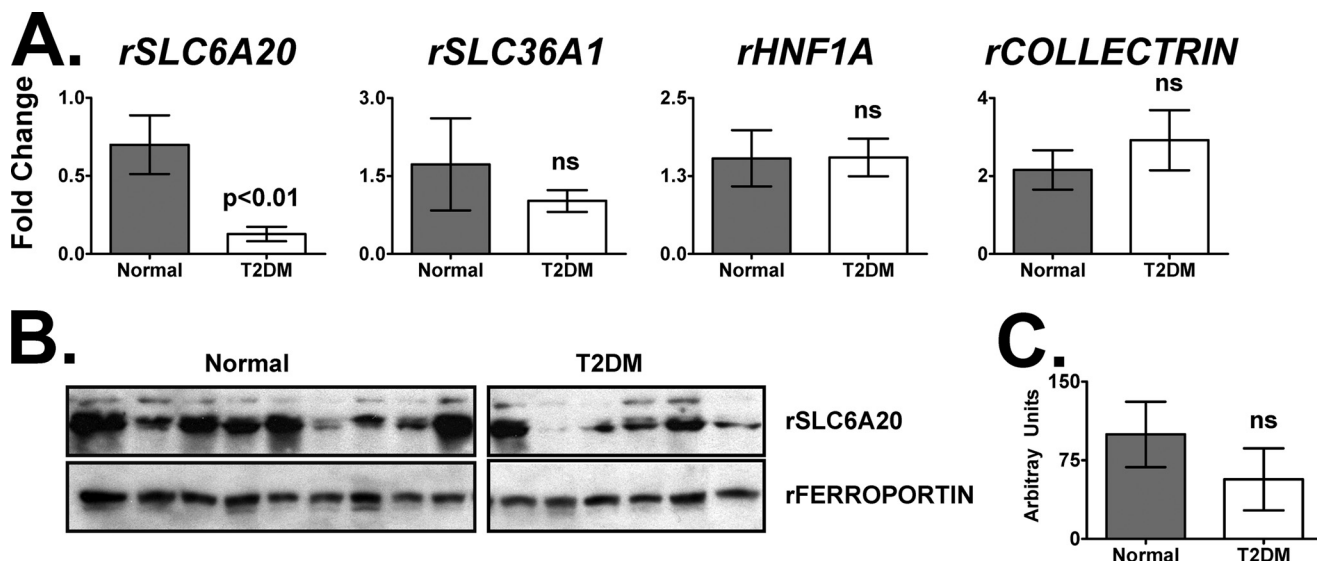 A.
rSLC6A20 rSLC36A1 rHNF1A rCOLLECTRIN
Fold Change
1.0
0.5
0.0
p<0.01
Normal T2DM
3.0
1.5
0.0
ns
Normal T2DM
2.5
1.3
0.0
ns
Normal T2DM
4
2
0
ns
Normal T2DM
B.
Normal T2DM
rSLC6A20
rFERROPORTIN
C.
Arbitray Units
150
75
0
ns
Normal T2DM